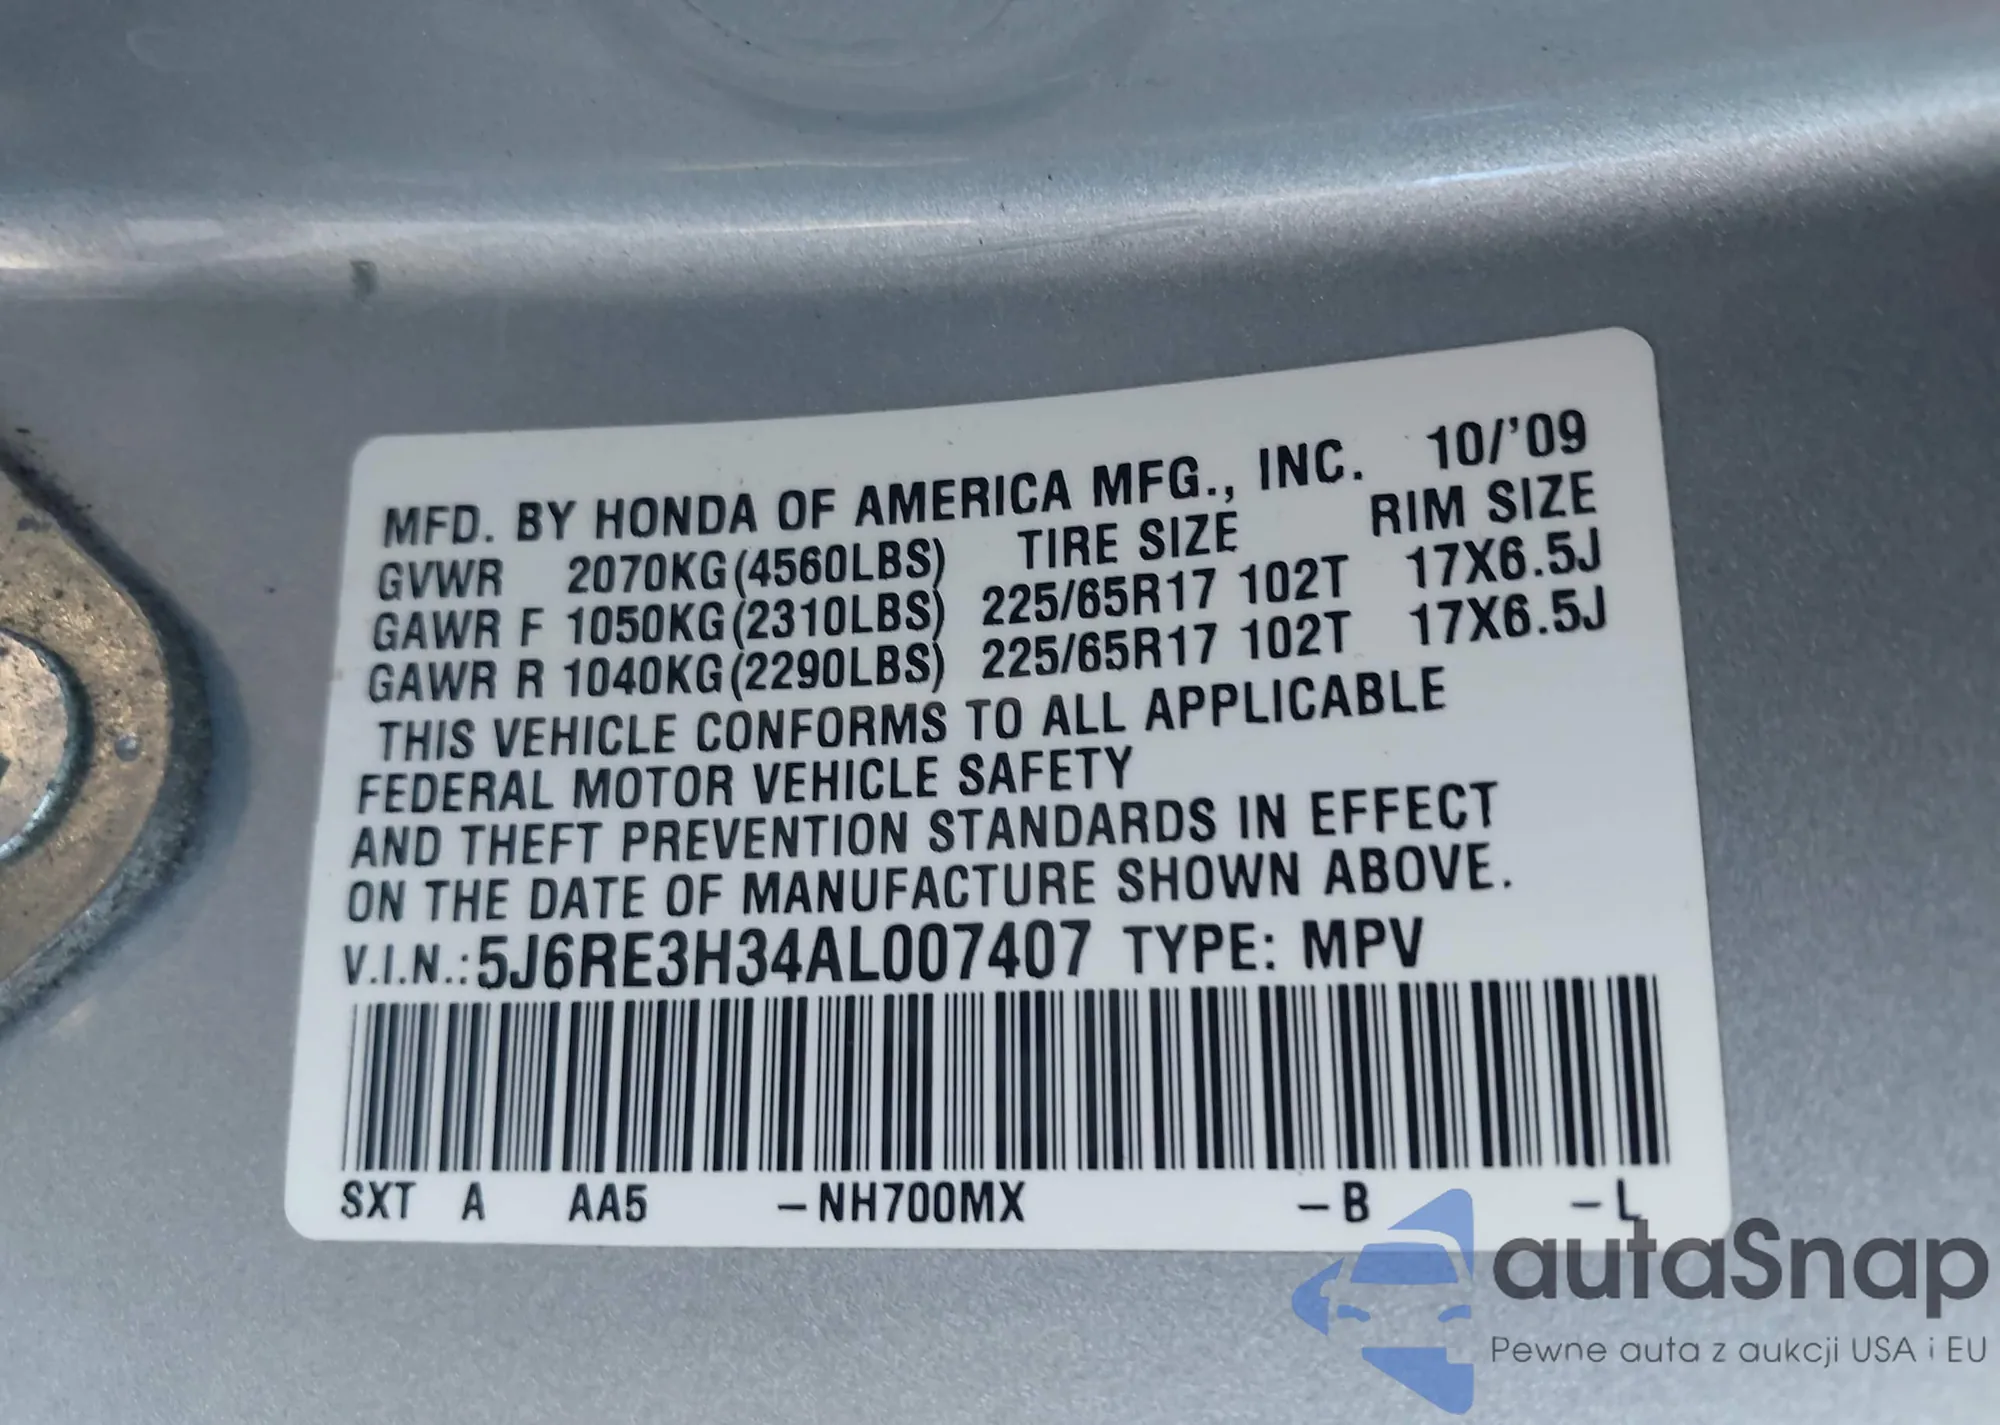 MFD. BY HONDA OF AMERICA MFG., INC. 10/'09
GVWR 2070KG(4560LBS) TIRE SIZE RIM SIZE
GAWR F 1050KG(2310LBS) 225/65R17 102T 17X6.5J
GAWR R 1040KG(2290LBS) 225/65R17 102T 17X6.5J
THIS VEHICLE CONFORMS TO ALL APPLICABLE
FEDERAL MOTOR VEHICLE SAFETY
AND THEFT PREVENTION STANDARDS IN EFFECT
ON THE DATE OF MANUFACTURE SHOWN ABOVE.
V.I.N.:5J6RE3H34AL007407 TYPE: MPV
SXT A AA5 -NH700MX -B -L
autaSnap
Pewne auta z aukcji USA i EU